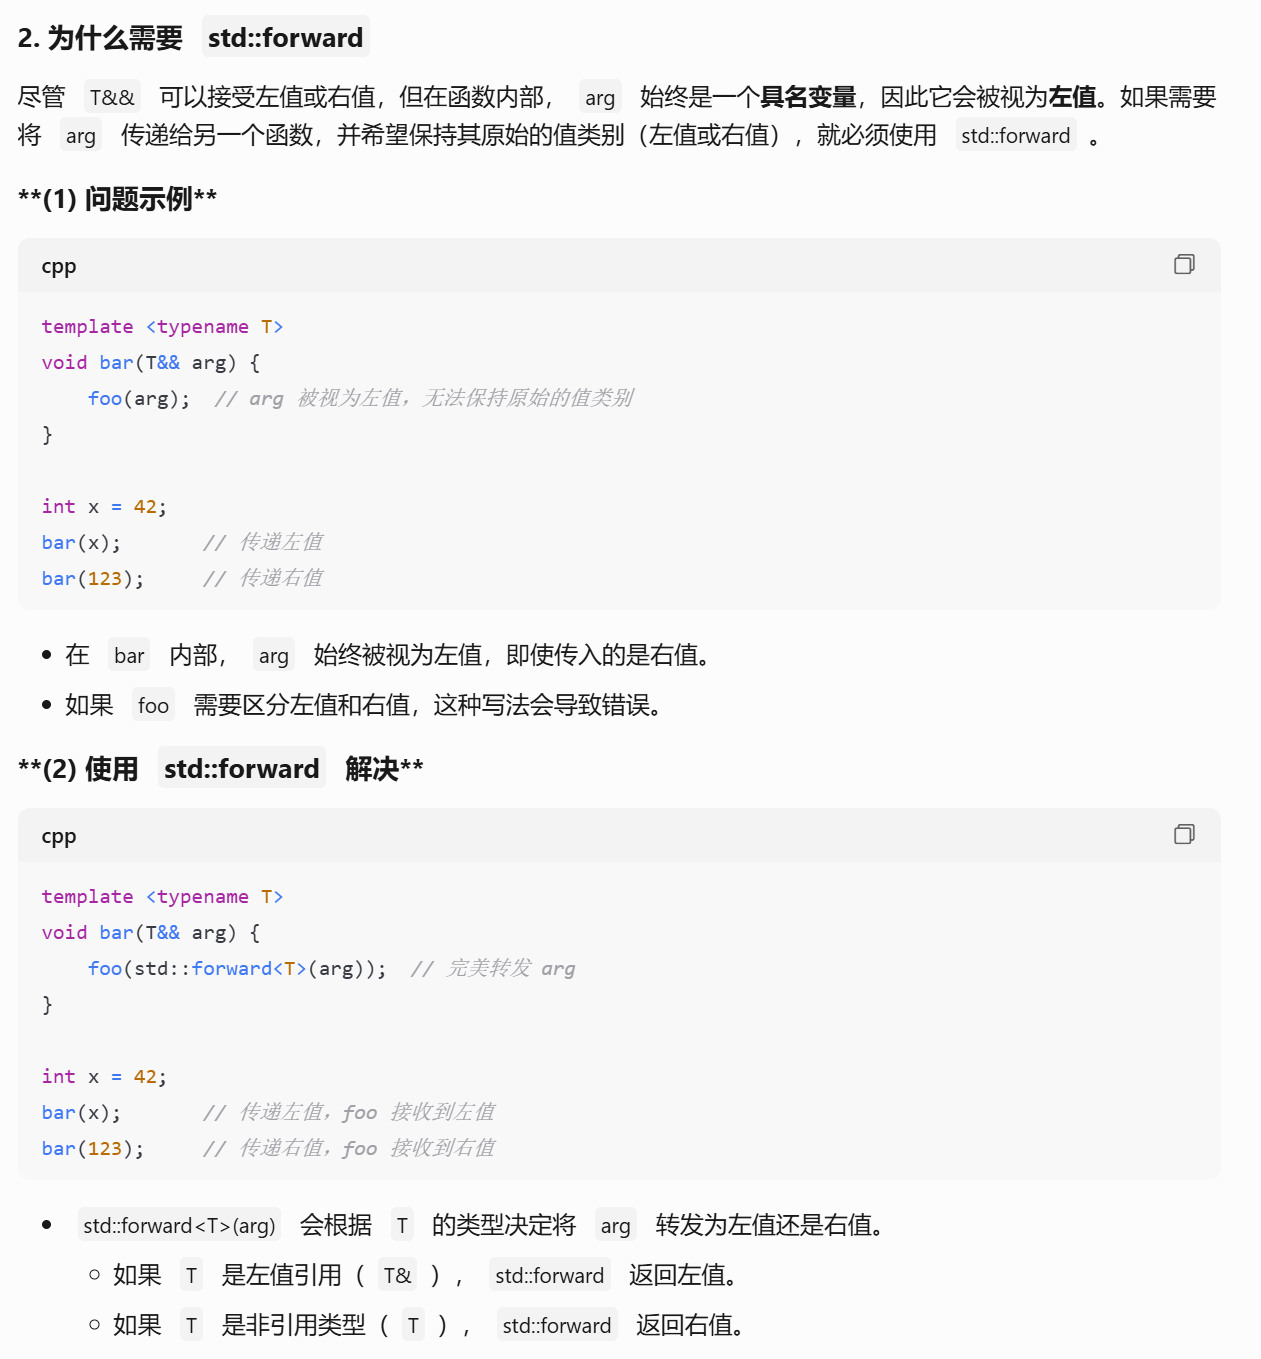 2. 为什么需要 std::forward
尽管 T&& 可以接受左值或右值，但在函数内部， arg 始终是一个具名变量，因此它会被视为左值。如果需要
将 arg 传递给另一个函数，并希望保持其原始的值类别（左值或右值），就必须使用 std::forward 。
**(1) 问题示例**
cpp
template <typename T>
void bar(T&& arg) {
    foo(arg);  // arg 被视为左值，无法保持原始的值类别
}
int x = 42;
bar(x);       // 传递左值
bar(123);     // 传递右值
• 在 bar 内部， arg 始终被视为左值，即使传入的是右值。
• 如果 foo 需要区分左值和右值，这种写法会导致错误。
**(2) 使用 std::forward 解决**
cpp
template <typename T>
void bar(T&& arg) {
    foo(std::forward<T>(arg));  // 完美转发 arg
}
int x = 42;
bar(x);       // 传递左值，foo 接收到左值
bar(123);     // 传递右值，foo 接收到右值
• std::forward<T>(arg) 会根据 T 的类型决定将 arg 转发为左值还是右值。
○ 如果 T 是左值引用（ T& ）， std::forward 返回左值。
○ 如果 T 是非引用类型（ T ）， std::forward 返回右值。